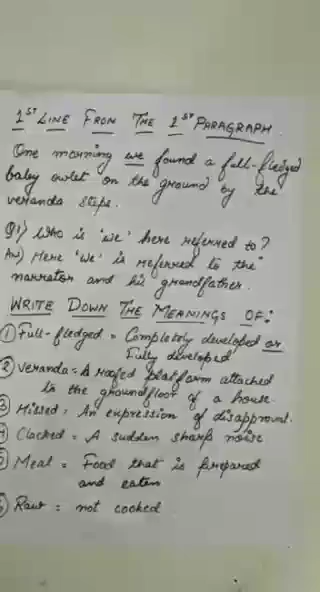 1ST LINE FROM THE 1ST PARAGRAPH
One morning we found a full-fledged
baby owlet on the ground by the
veranda steps.
Q1) Who is 'we' here referred to?
Ans) Here 'we' is referred to the
narrator and his grandfather.
WRITE DOWN THE MEANINGS OF:
① Full-fledged = Completely developed or
Fully developed
② Veranda = A roofed platform attached
to the groundfloor of a house.
3 Hissed = An expression of disapproval.
4 Clacked = A sudden sharp noise
5 Meal = Food that is prepared
and eaten
6 Raw = not cooked